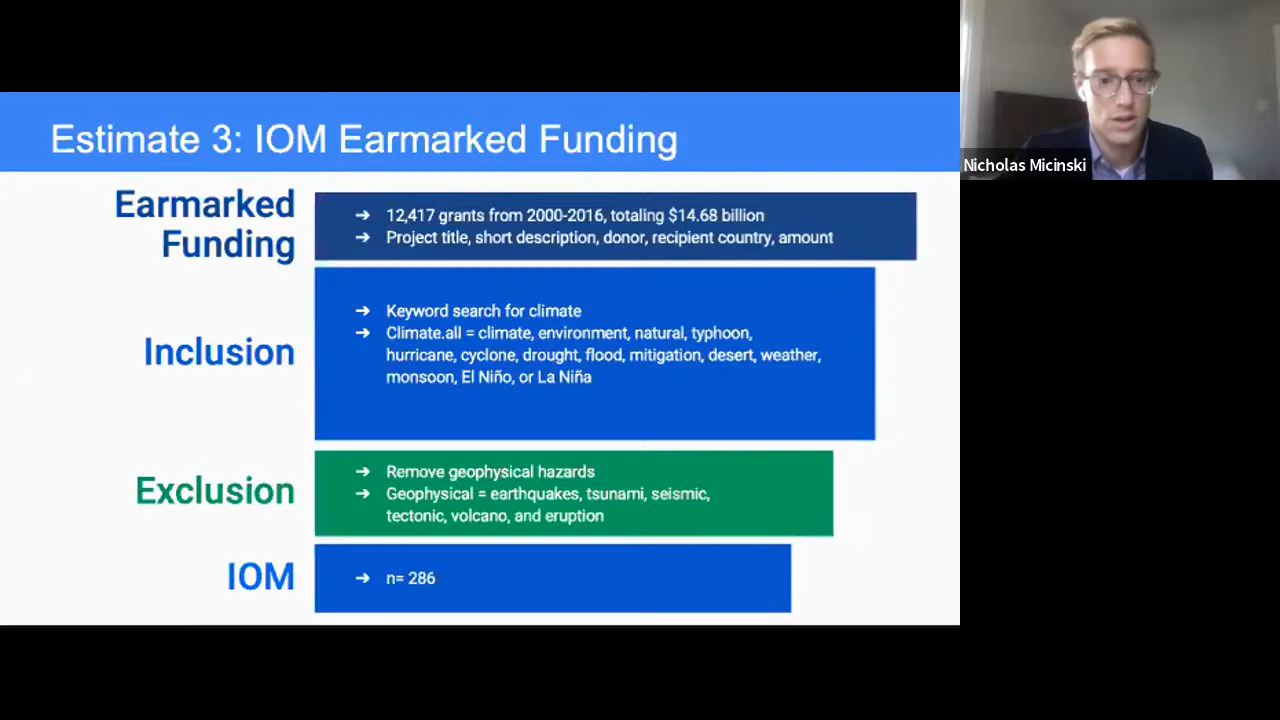 Estimate 3: IOM Earmarked Funding
Nicholas Micinski
Earmarked
Funding
➔ 12,417 grants from 2000-2016, totaling $14.68 billion
➔ Project title, short description, donor, recipient country, amount
Inclusion
➔ Keyword search for climate
➔ Climate.all = climate, environment, natural, typhoon,
hurricane, cyclone, drought, flood, mitigation, desert, weather,
monsoon, El Niño, or La Niña
Exclusion
➔ Remove geophysical hazards
➔ Geophysical = earthquakes, tsunami, seismic,
tectonic, volcano, and eruption
IOM
➔ n= 286